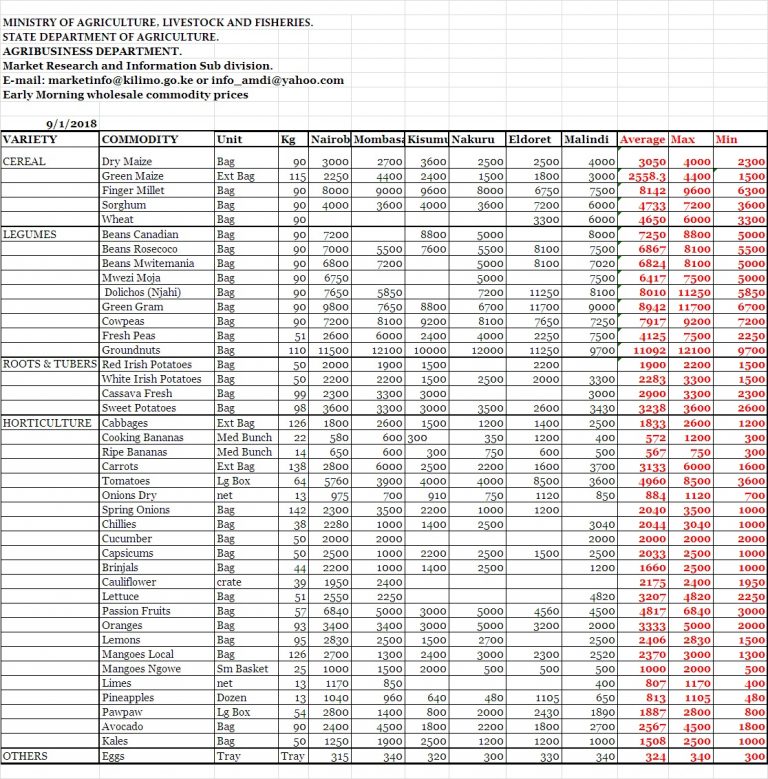 MINISTRY OF AGRICULTURE, LIVESTOCK AND FISHERIES.
STATE DEPARTMENT OF AGRICULTURE.
AGRIBUSINESS DEPARTMENT.
Market Research and Information Sub division.
E-mail: marketinfo@kilimo.go.ke or info_amdi@yahoo.com
Early Morning wholesale commodity prices
9/1/2018
VARIETY COMMODITY Unit Kg Nairob Mombasa Kisumu Nakuru Eldoret Malindi Average Max Min
CEREAL Dry Maize Bag 90 3000 2700 3600 2500 2500 4000 3050 4000 2300
Green Maize Ext Bag 115 2250 4400 2400 1500 1800 3000 2558.3 4400 1500
Finger Millet Bag 90 8000 9000 9600 8000 6750 7500 8142 9600 6300
Sorghum Bag 90 4000 3600 4000 3600 7200 6000 4733 7200 3600
Wheat Bag 90 3300 6000 4650 6000 3300
LEGUMES Beans Canadian Bag 90 7200 8800 5000 8000 7250 8800 5000
Beans Rosecoco Bag 90 7000 5500 7600 5500 8100 7500 6867 8100 5500
Beans Mwitemania Bag 90 6800 7200 5000 8100 7020 6824 8100 5000
Mwezi Moja Bag 90 6750 5000 7500 6417 7500 5000
Dolichos (Njahi) Bag 90 7650 5850 7200 11250 8100 8010 11250 5850
Green Gram Bag 90 9800 7650 8800 6700 11700 9000 8942 11700 6700
Cowpeas Bag 90 7200 8100 9200 8100 7650 7250 7917 9200 7200
Fresh Peas Bag 51 2600 6000 2400 4000 2250 7500 4125 7500 2250
Groundnuts Bag 110 11500 12100 10000 12000 11250 9700 11092 12100 9700
ROOTS & TUBERS Red Irish Potatoes Bag 50 2000 1900 1500 2200 1900 2200 1500
White Irish Potatoes Bag 50 2200 2200 1500 2500 2000 3300 2283 3300 1500
Cassava Fresh Bag 99 2300 3300 3000 3000 2900 3300 2300
Sweet Potatoes Bag 98 3600 3300 3000 3500 2600 3430 3238 3600 2600
HORTICULTURE Cabbages Ext Bag 126 1800 2600 1500 1200 1400 2500 1833 2600 1200
Cooking Bananas Med Bunch 22 580 600 300 350 1200 400 572 1200 300
Ripe Bananas Med Bunch 14 650 600 300 750 600 500 567 750 300
Carrots Ext Bag 138 2800 6000 2500 2200 1600 3700 3133 6000 1600
Tomatoes Lg Box 64 5760 3900 4000 4000 8500 3600 4960 8500 3600
Onions Dry net 13 975 700 910 750 1120 850 884 1120 700
Spring Onions Bag 142 2300 3500 2200 1000 1200 2040 3500 1000
Chillies Bag 38 2280 1000 1400 2500 3040 2044 3040 1000
Cucumber Bag 50 2000 2000 2000 2000 2000
Capsicums Bag 50 2500 1000 2200 2500 1500 2500 2033 2500 1000
Brinjals Bag 44 2200 1000 1400 2500 1200 1660 2500 1000
Cauliflower crate 39 1950 2400 2175 2400 1950
Lettuce Bag 51 2550 2250 4820 3207 4820 2250
Passion Fruits Bag 57 6840 5000 3000 5000 4560 4500 4817 6840 3000
Oranges Bag 93 3400 3400 3000 5000 3200 2000 3333 5000 2000
Lemons Bag 95 2830 2500 1500 2700 2500 2406 2830 1500
Mangoes Local Bag 126 2700 1300 2400 3000 2300 2520 2370 3000 1300
Mangoes Ngowe Sm Basket 25 1000 1500 2000 500 500 500 1000 2000 500
Limes net 13 1170 850 400 807 1170 400
Pineapples Dozen 13 1040 960 640 480 1105 650 813 1105 480
Pawpaw Lg Box 54 2800 1400 800 2000 2430 1890 1887 2800 800
Avocado Bag 90 2400 4500 1800 2200 1800 2700 2567 4500 1800
Kales Bag 50 1250 1900 2500 1200 1200 1000 1508 2500 1000
OTHERS Eggs Tray Tray 315 340 320 300 330 340 324 340 300